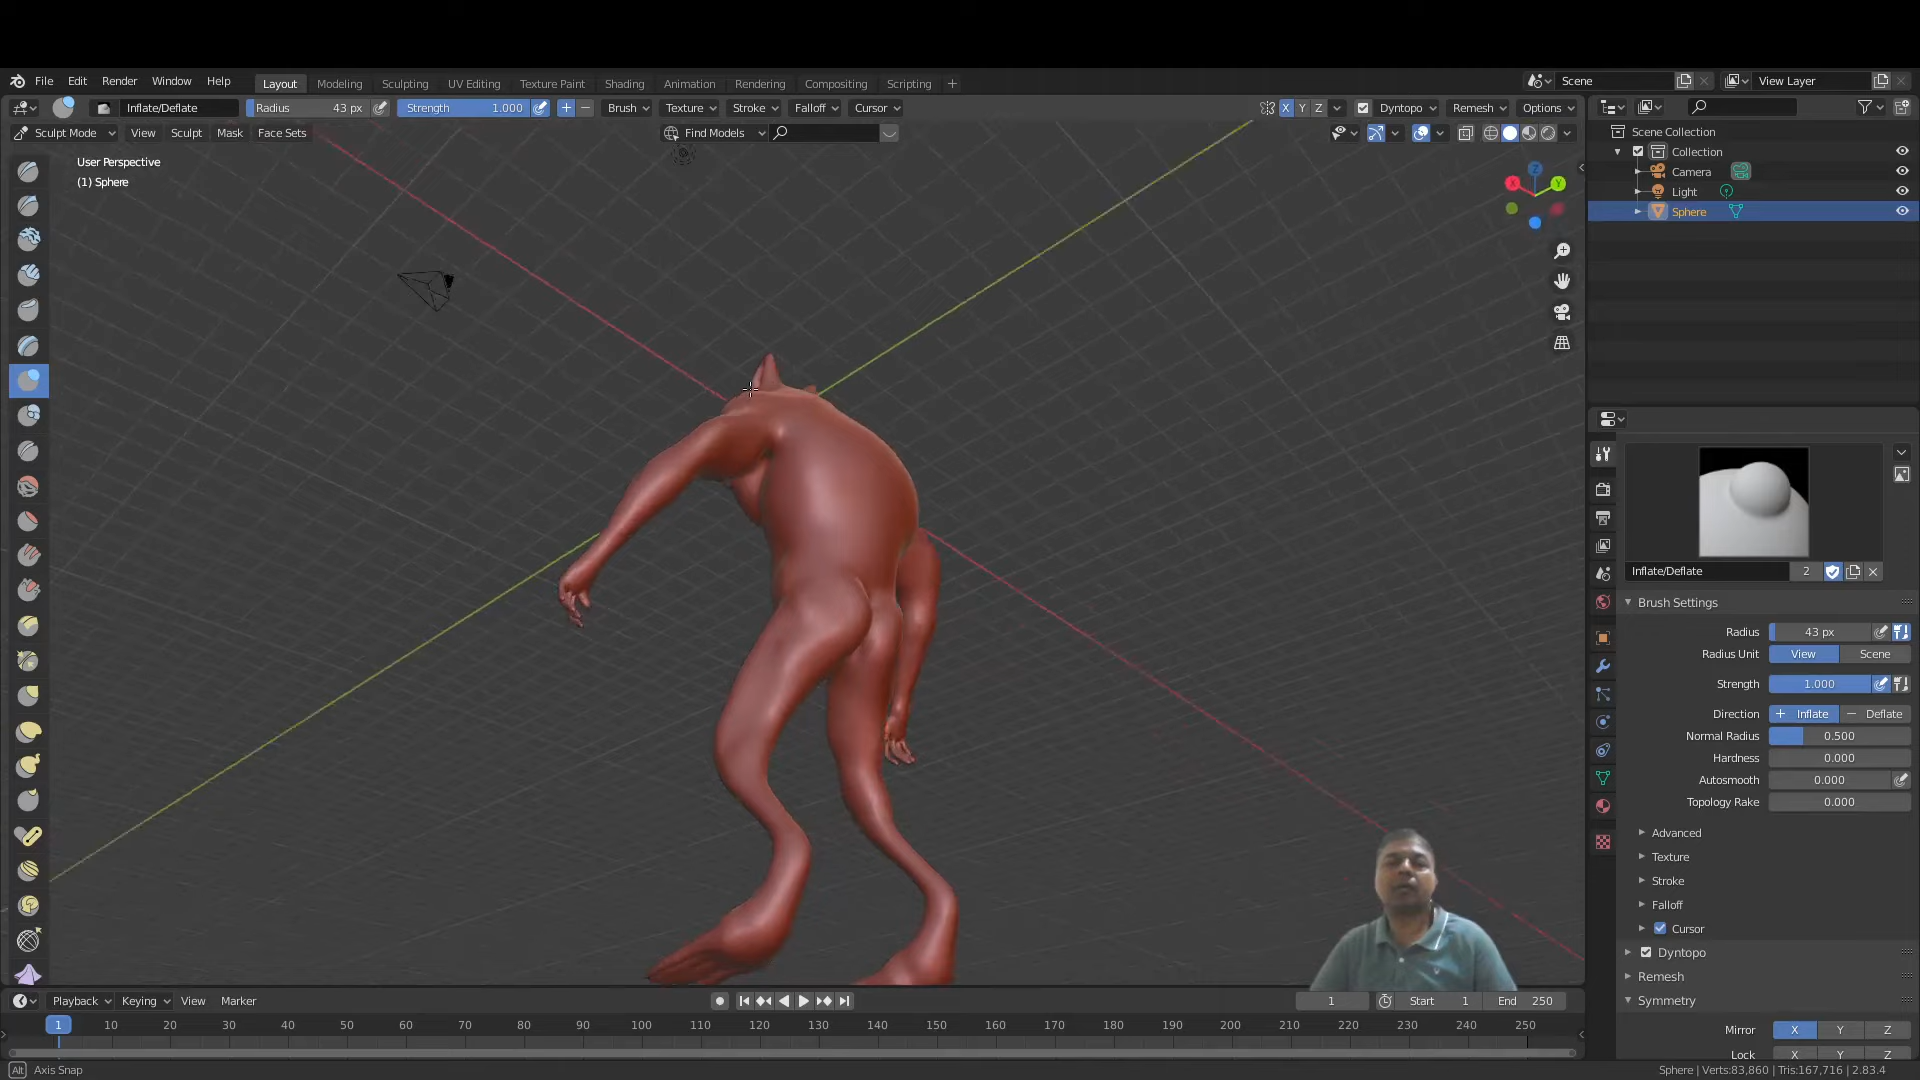 File Edit Render Window Help Layout Modeling Sculpting UV Editing Texture Paint Shading Animation Rendering Compositing Scripting + Scene View Layer
Inflate/Deflate Radius 43 px Strength 1.000 Brush Texture Stroke Falloff Cursor X Y Z Dyntopo Remesh Options
Sculpt Mode View Sculpt Mask Face Sets Find Models
Scene Collection
Collection
Camera
Light
Sphere
User Perspective
(1) Sphere
X Y Z
Inflate/Deflate 2
Brush Settings
Radius 43 px
Radius Unit View Scene
Strength 1.000
Direction + Inflate − Deflate
Normal Radius 0.500
Hardness 0.000
Autosmooth 0.000
Topology Rake 0.000
Advanced
Texture
Stroke
Falloff
Cursor
Dyntopo
Remesh
Symmetry
Mirror X Y Z
Lock X Y Z
Playback Keying View Marker 1 Start 1 End 250
1 10 20 30 40 50 60 70 80 90 100 110 120 130 140 150 160 170 180 190 200 210 220 230 240 250
Alt Axis Snap Sphere | Verts:83,860 | Tris:167,716 | 2.83.4